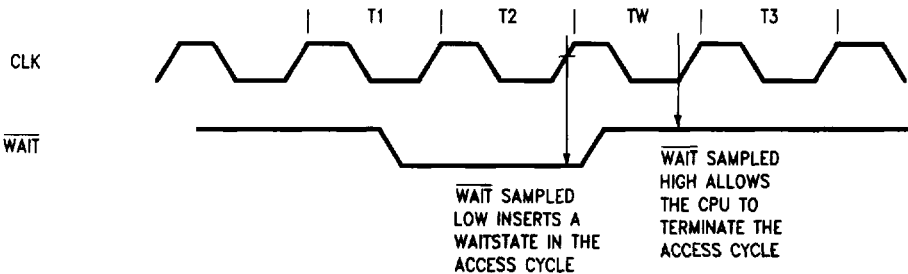 T1 T2 TW T3
CLK
WAIT
WAIT SAMPLED
LOW INSERTS A
WAITSTATE IN THE
ACCESS CYCLE
WAIT SAMPLED
HIGH ALLOWS
THE CPU TO
TERMINATE THE
ACCESS CYCLE